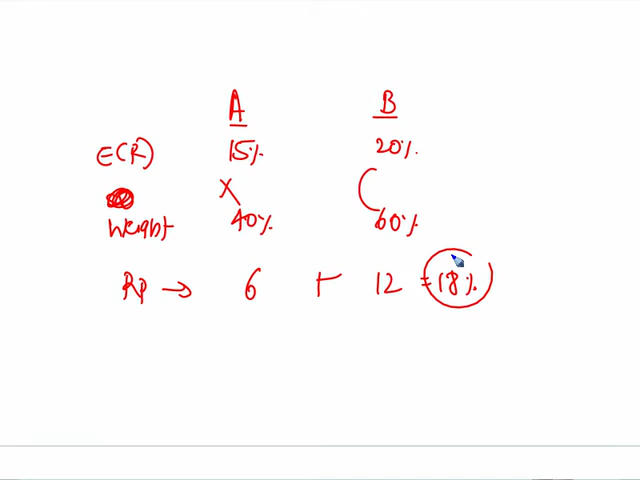 A B
E(R) 15% 20%
Weight 40% 60%
Rp → 6 + 12 = 18%